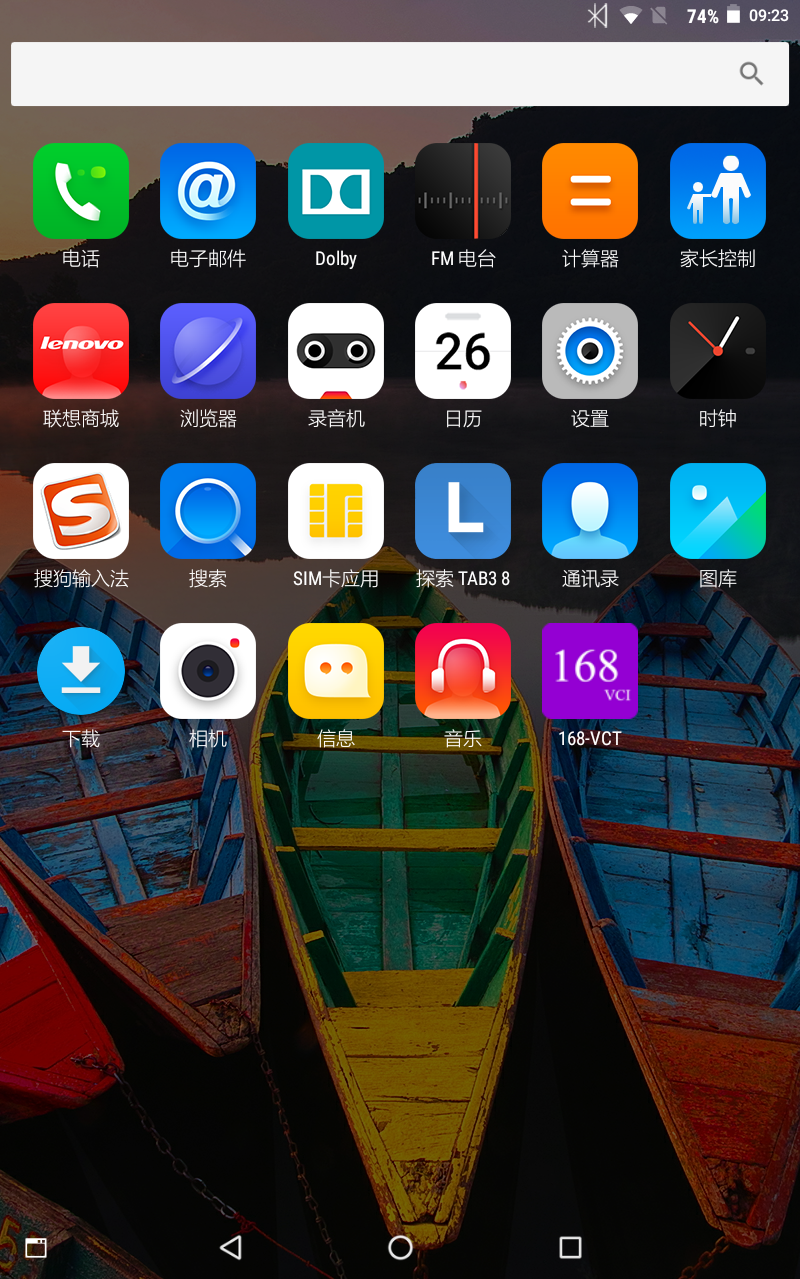 74% 09:23
电话 电子邮件 Dolby FM 电台 计算器 家长控制
lenovo 26
联想商城 浏览器 录音机 日历 设置 时钟
搜狗输入法 搜索 SIM卡应用 探索 TAB3 8 通讯录 图库
168
VCI
下载 相机 信息 音乐 168-VCT